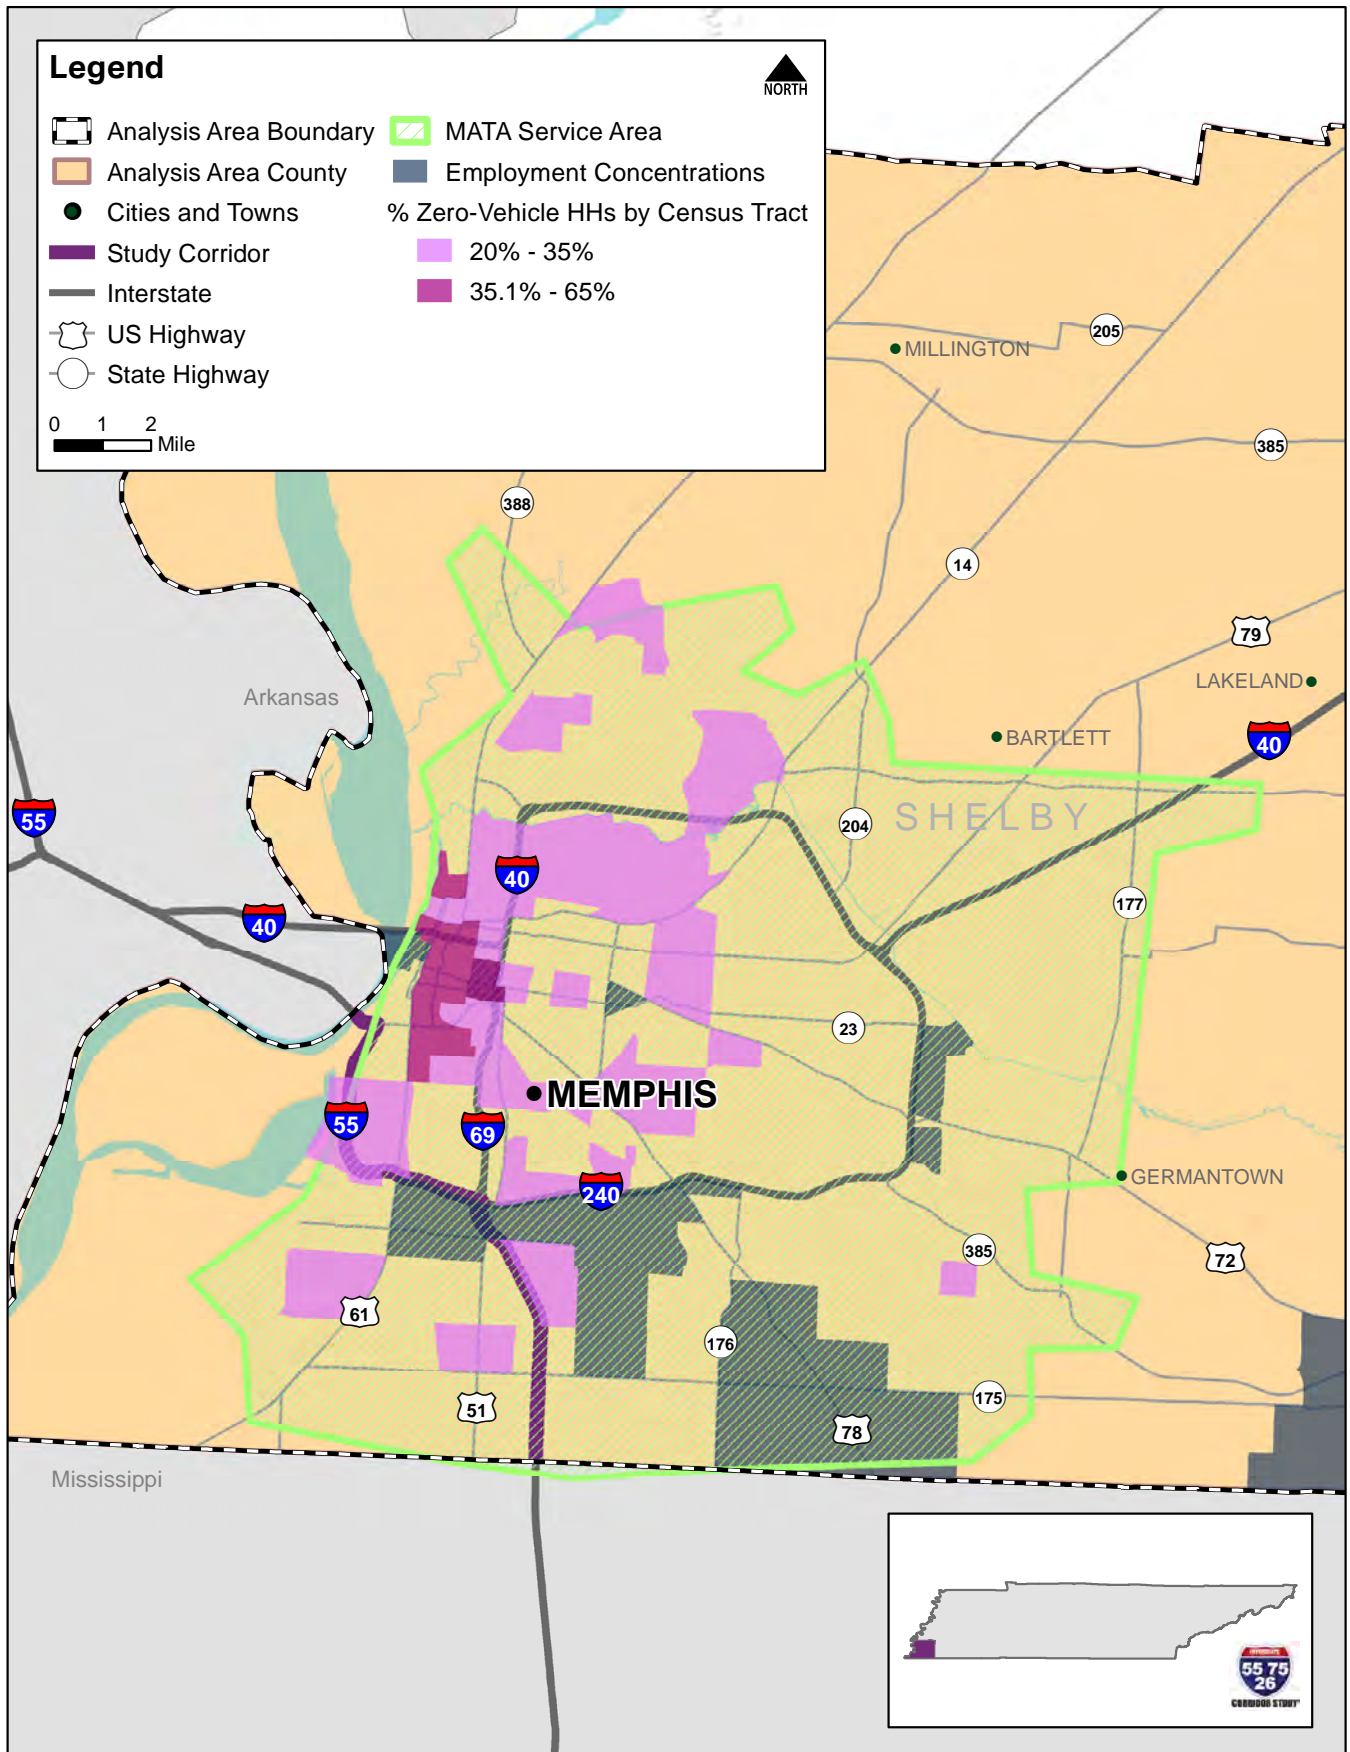 Legend
NORTH
Analysis Area Boundary
Analysis Area County
Cities and Towns
Study Corridor
Interstate
US Highway
State Highway
MATA Service Area
Employment Concentrations
% Zero-Vehicle HHs by Census Tract
20% - 35%
35.1% - 65%
0 1 2
Mile
205
MILLINGTON
385
388
14
79
LAKELAND
Arkansas
BARTLETT
40
55
204
SHELBY
40
177
40
23
MEMPHIS
55
69
GERMANTOWN
240
385
72
61
176
51
175
78
Mississippi
INTERSTATE
55 75
26
CORRIDOR STUDY